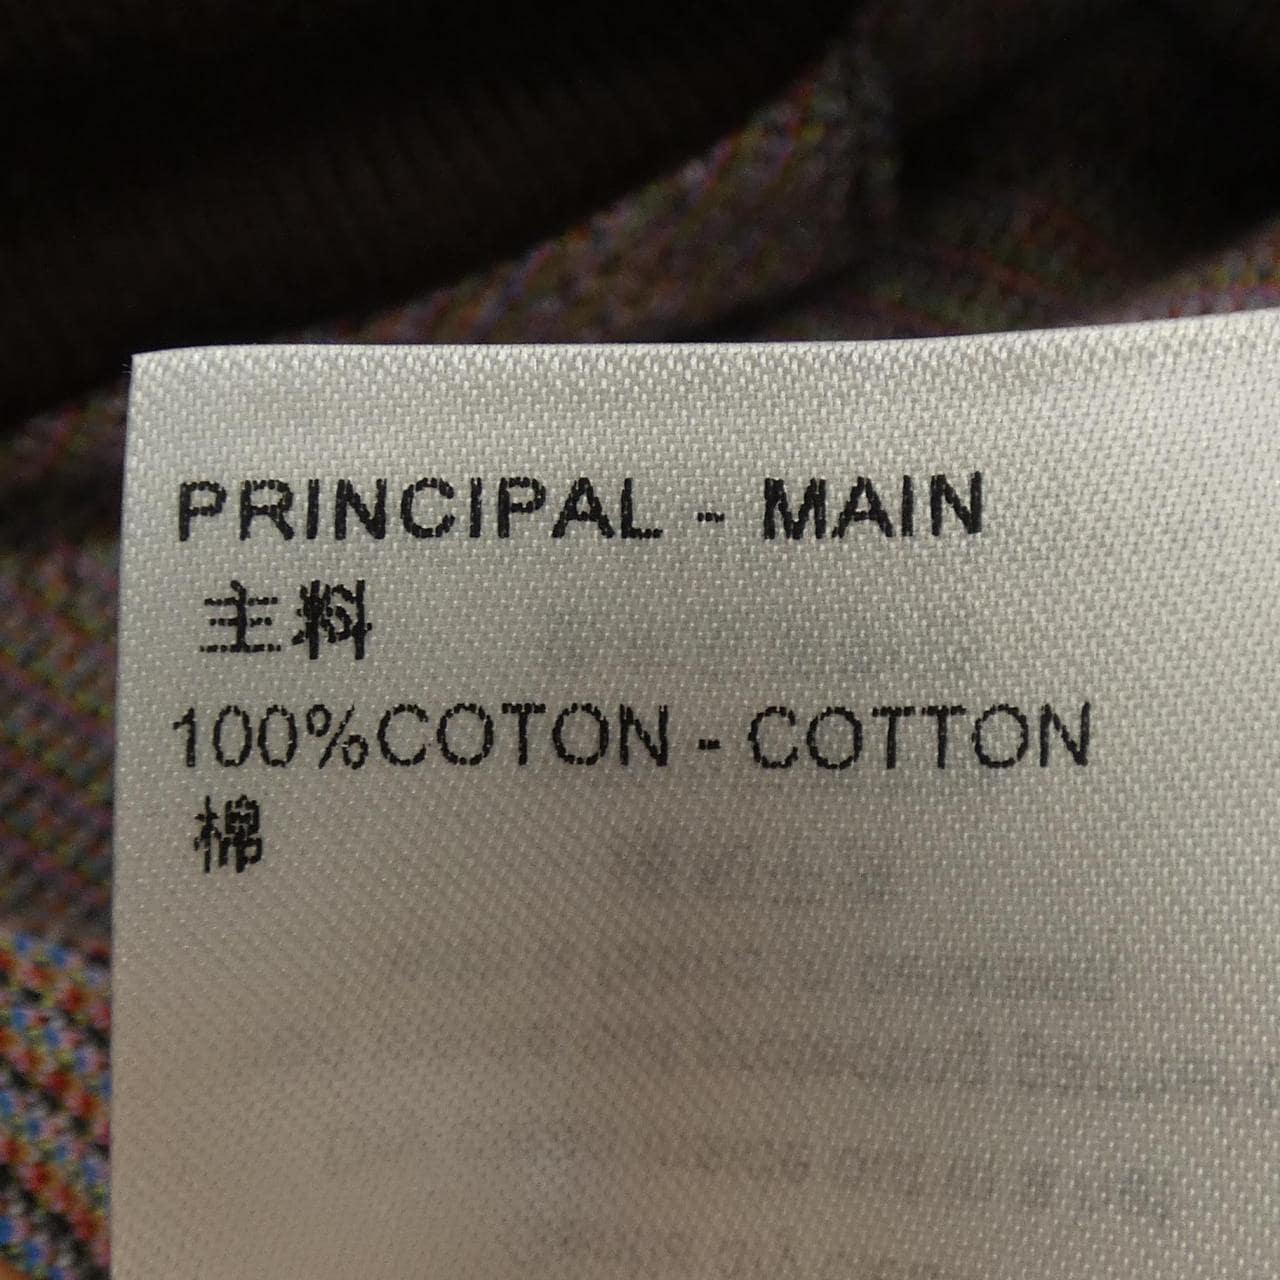 PRINCIPAL - MAIN
主料
100%COTON - COTTON
棉